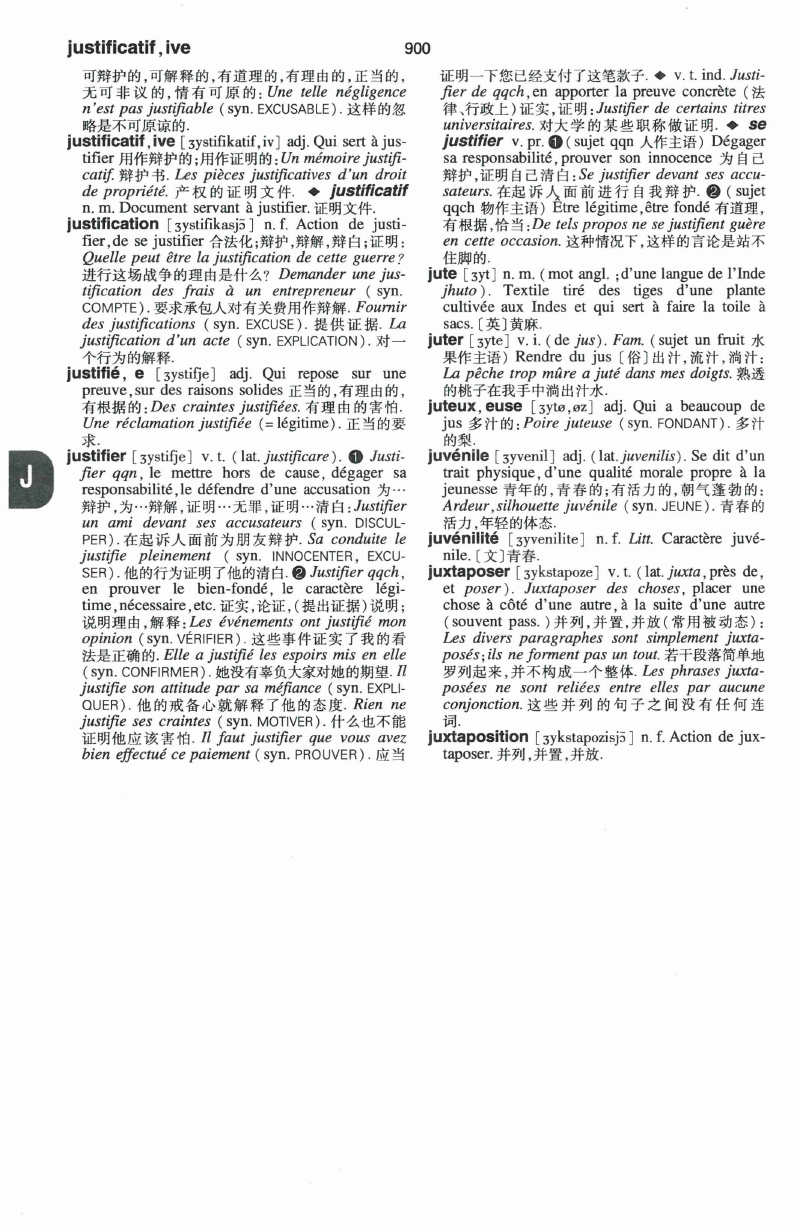 justificatif, ive
900
可辩护的,可解释的,有道理的,有理由的,正当的,
无可非议的,情有可原的: Une telle négligence
n'est pas justifiable ( syn. EXCUSABLE ). 这样的忽
略是不可原谅的.
justificatif, ive [ ʒystifikatif, iv ] adj. Qui sert à jus-
tifier 用作辩护的;用作证明的: Un mémoire justifi-
catif. 辩护书. Les pièces justificatives d'un droit
de propriété. 产权的证明文件. ◆ justificatif
n. m. Document servant à justifier. 证明文件.
justification [ ʒystifikasjɔ̃ ] n. f. Action de justi-
fier, de se justifier 合法化;辩护,辩解,辩白;证明:
Quelle peut être la justification de cette guerre?
进行这场战争的理由是什么? Demander une jus-
tification des frais à un entrepreneur ( syn.
COMPTE ). 要求承包人对有关费用作辩解. Fournir
des justifications ( syn. EXCUSE ). 提供证据. La
justification d'un acte ( syn. EXPLICATION ). 对一
个行为的解释.
justifié, e [ ʒystifje ] adj. Qui repose sur une
preuve, sur des raisons solides 正当的,有理由的,
有根据的: Des craintes justifiées. 有理由的害怕.
Une réclamation justifiée (= légitime). 正当的要
求.
J
justifier [ ʒystifje ] v. t. ( lat. justificare ). ❶ Justi-
fier qqn, le mettre hors de cause, dégager sa
responsabilité, le défendre d'une accusation 为…
辩护,为…辩解,证明…无罪,证明…清白: Justifier
un ami devant ses accusateurs ( syn. DISCUL-
PER ). 在起诉人面前为朋友辩护. Sa conduite le
justifie pleinement ( syn. INNOCENTER, EXCU-
SER ). 他的行为证明了他的清白. ❷ Justifier qqch,
en prouver le bien-fondé, le caractère légi-
time, nécessaire, etc. 证实,论证,(提出证据)说明;
说明理由,解释: Les événements ont justifié mon
opinion ( syn. VÉRIFIER ). 这些事件证实了我的看
法是正确的. Elle a justifié les espoirs mis en elle
( syn. CONFIRMER ). 她没有辜负大家对她的期望. Il
justifie son attitude par sa méfiance ( syn. EXPLI-
QUER ). 他的戒备心就解释了他的态度. Rien ne
justifie ses craintes ( syn. MOTIVER ). 什么也不能
证明他应该害怕. Il faut justifier que vous avez
bien effectué ce paiement ( syn. PROUVER ). 应当
证明一下您已经支付了这笔款子. ◆ v. t. ind. Justi-
fier de qqch, en apporter la preuve concrète (法
律、行政上)证实,证明: Justifier de certains titres
universitaires. 对大学的某些职称做证明. ◆ se
justifier v. pr. ❶ ( sujet qqn 人作主语) Dégager
sa responsabilité, prouver son innocence 为自己
辩护,证明自己清白: Se justifier devant ses accu-
sateurs. 在起诉人面前进行自我辩护. ❷ ( sujet
qqch 物作主语) Être légitime, être fondé 有道理,
有根据,恰当: De tels propos ne se justifient guère
en cette occasion. 这种情况下,这样的言论是站不
住脚的.
jute [ ʒyt ] n. m. ( mot angl. ; d'une langue de l'Inde
jhuto ). Textile tiré des tiges d'une plante
cultivée aux Indes et qui sert à faire la toile à
sacs. [英]黄麻.
juter [ ʒyte ] v. i. ( de jus ). Fam. (sujet un fruit 水
果作主语) Rendre du jus [俗]出汁,流汁,淌汁:
La pêche trop mûre a juté dans mes doigts. 熟透
的桃子在我手中淌出汁水.
juteux, euse [ ʒytø, øz ] adj. Qui a beaucoup de
jus 多汁的: Poire juteuse ( syn. FONDANT ). 多汁
的梨.
juvénile [ ʒyvenil ] adj. ( lat. juvenilis ). Se dit d'un
trait physique, d'une qualité morale propre à la
jeunesse 青年的,青春的;有活力的,朝气蓬勃的:
Ardeur, silhouette juvénile ( syn. JEUNE ). 青春的
活力,年轻的体态.
juvénilité [ ʒyvenilite ] n. f. Litt. Caractère juvé-
nile. [文]青春.
juxtaposer [ ʒykstapoze ] v. t. ( lat. juxta, près de,
et poser ). Juxtaposer des choses, placer une
chose à côté d'une autre, à la suite d'une autre
( souvent pass. ) 并列,并置,并放(常用被动态):
Les divers paragraphes sont simplement juxta-
posés; ils ne forment pas un tout. 若干段落简单地
罗列起来,并不构成一个整体. Les phrases juxta-
posées ne sont reliées entre elles par aucune
conjonction. 这些并列的句子之间没有任何连
词.
juxtaposition [ ʒykstapozisjɔ̃ ] n. f. Action de jux-
taposer. 并列,并置,并放.